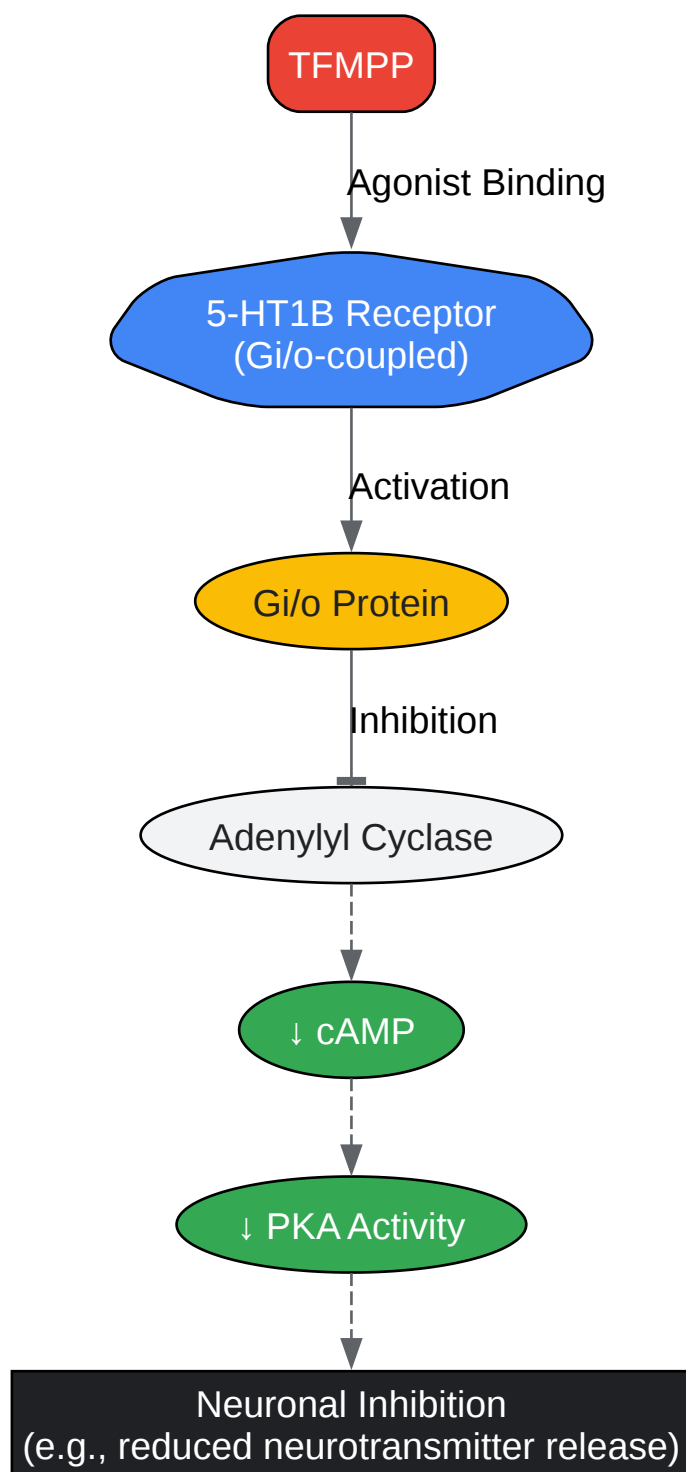 TFMPP
Agonist Binding
5-HT1B Receptor
(Gi/o-coupled)
Activation
Gi/o Protein
Inhibition
Adenylyl Cyclase
↓ cAMP
↓ PKA Activity
Neuronal Inhibition
(e.g., reduced neurotransmitter release)